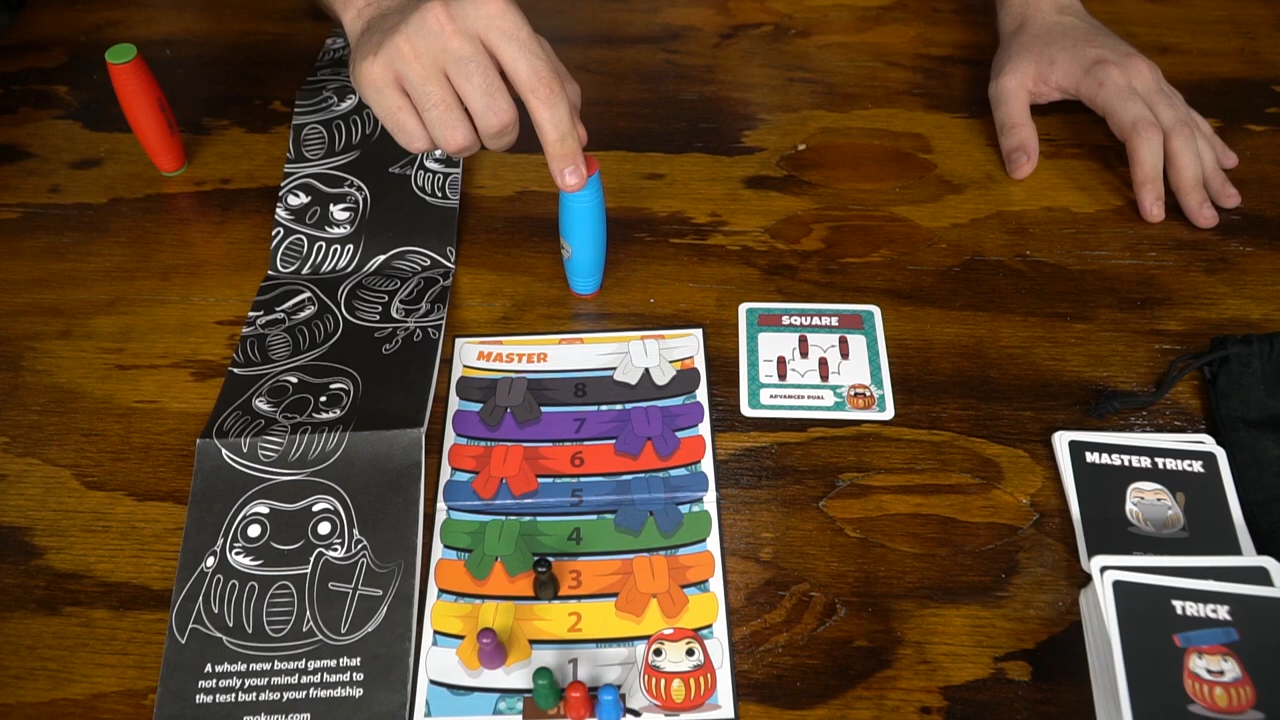 MASTER
8
7
6
5
4
3
2
1
SQUARE
ADVANCED DUAL
MASTER TRICK
TRICK
A whole new board game that
not only your mind and hand to
the test but also your friendship
mokuru.com